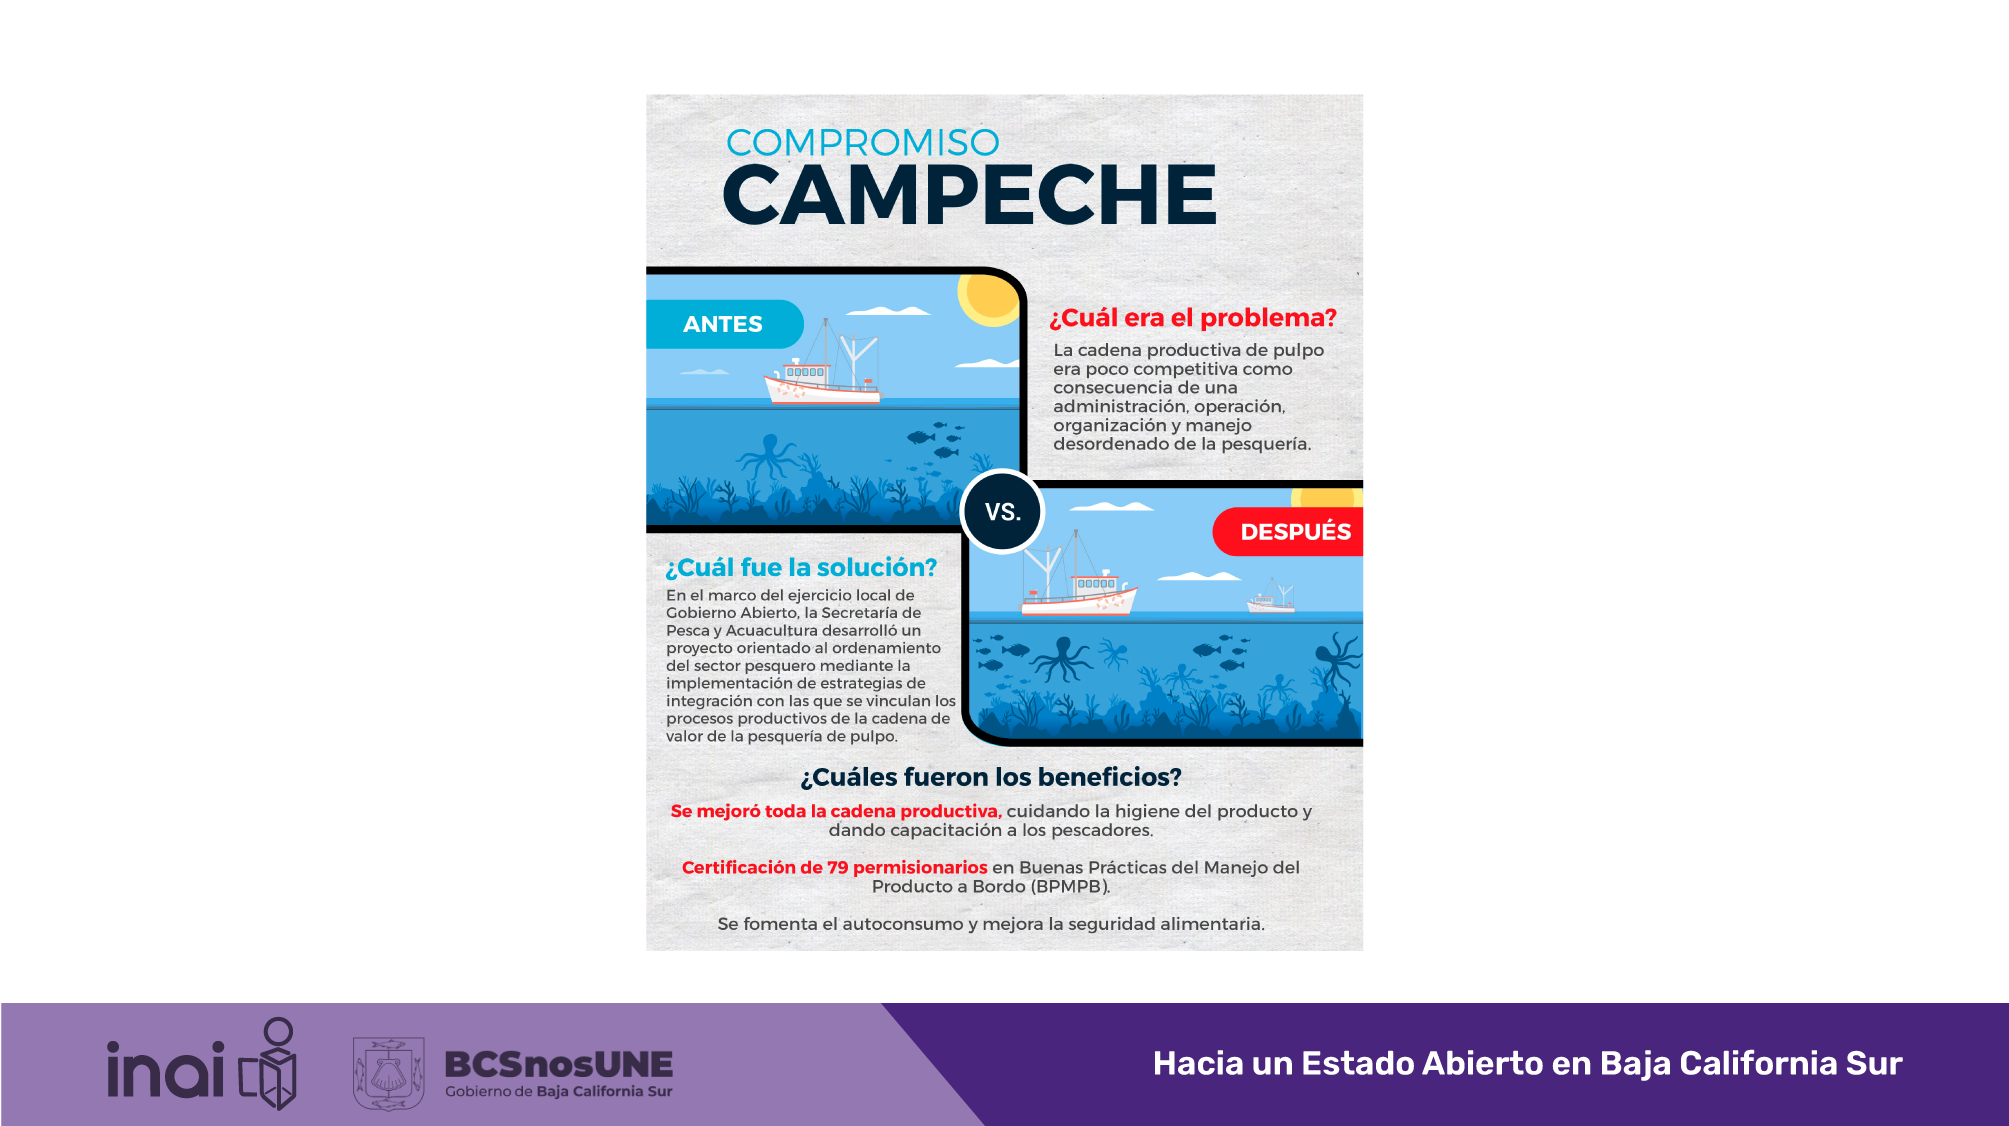 COMPROMISO
CAMPECHE
ANTES
¿Cuál era el problema?
La cadena productiva de pulpo
era poco competitiva como
consecuencia de una
administración, operación,
organización y manejo
desordenado de la pesquería.
VS.
DESPUÉS
¿Cuál fue la solución?
En el marco del ejercicio local de
Gobierno Abierto, la Secretaría de
Pesca y Acuacultura desarrolló un
proyecto orientado al ordenamiento
del sector pesquero mediante la
implementación de estrategias de
integración con las que se vinculan los
procesos productivos de la cadena de
valor de la pesquería de pulpo.
¿Cuáles fueron los beneficios?
Se mejoró toda la cadena productiva, cuidando la higiene del producto y
dando capacitación a los pescadores.
Certificación de 79 permisionarios en Buenas Prácticas del Manejo del
Producto a Bordo (BPMPB).
Se fomenta el autoconsumo y mejora la seguridad alimentaria.
inai
BCSnosUNE
Gobierno de Baja California Sur
Hacia un Estado Abierto en Baja California Sur